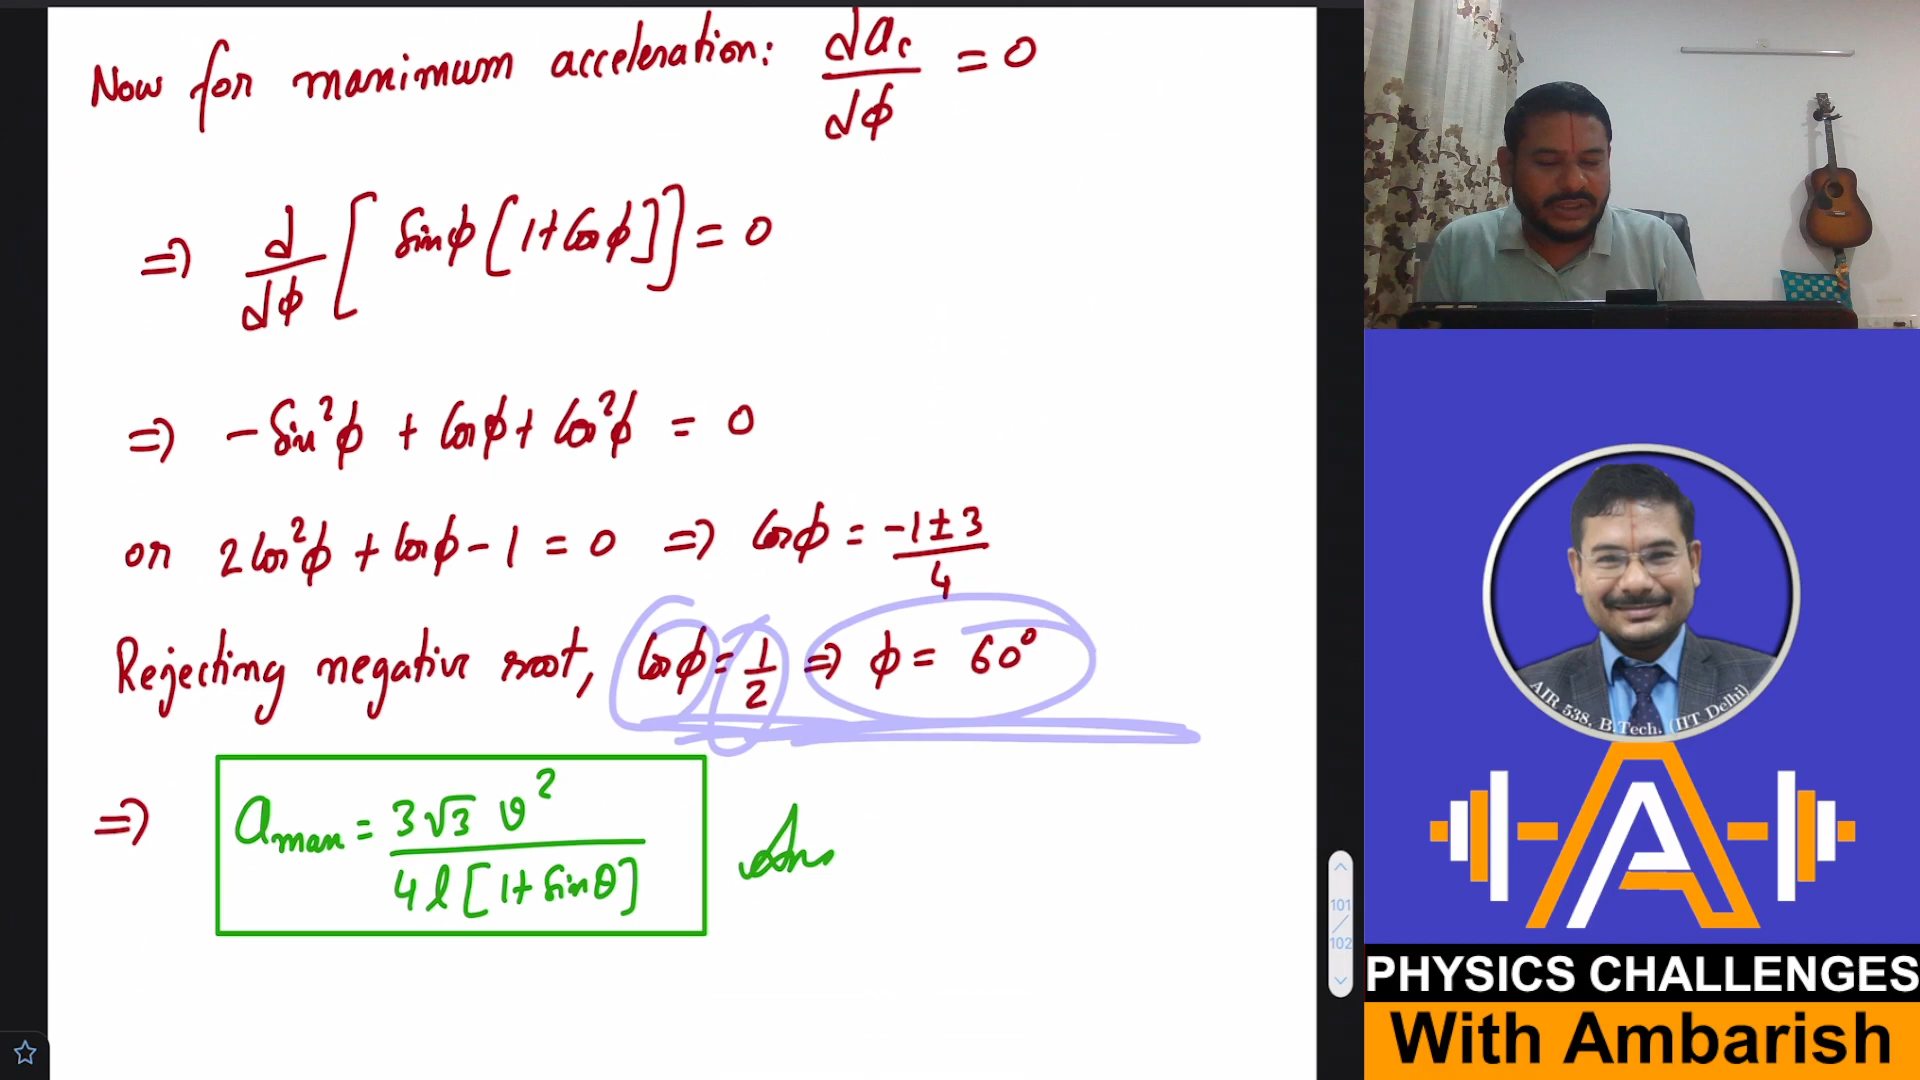 Now for maximum acceleration: da_c/dφ = 0
⇒ d/dφ [ sinφ [1+cosφ] ] = 0
⇒ -sin²φ + cosφ + cos²φ = 0
or 2cos²φ + cosφ - 1 = 0 ⇒ cosφ = (-1 ± 3)/4
Rejecting negative root, cosφ = 1/2 ⇒ φ = 60°
⇒ a_max = 3√3 v² / 4l[1+sinθ] Ans
101
/
102
AIR 538, B.Tech. (IIT Delhi)
A
PHYSICS CHALLENGES
With Ambarish